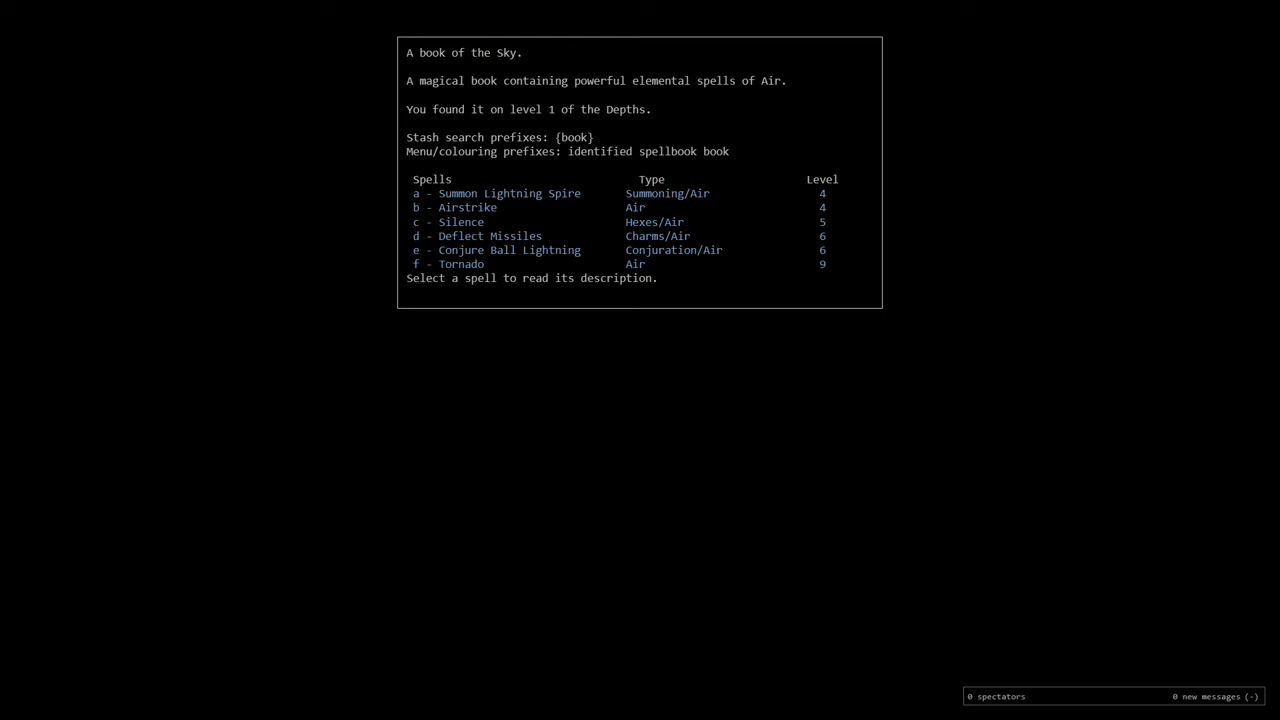 A book of the Sky.
A magical book containing powerful elemental spells of Air.
You found it on level 1 of the Depths.
Stash search prefixes: {book}
Menu/colouring prefixes: identified spellbook book
Spells Type Level
a - Summon Lightning Spire Summoning/Air 4
b - Airstrike Air 4
c - Silence Hexes/Air 5
d - Deflect Missiles Charms/Air 6
e - Conjure Ball Lightning Conjuration/Air 6
f - Tornado Air 9
Select a spell to read its description.
0 spectators 0 new messages (-)